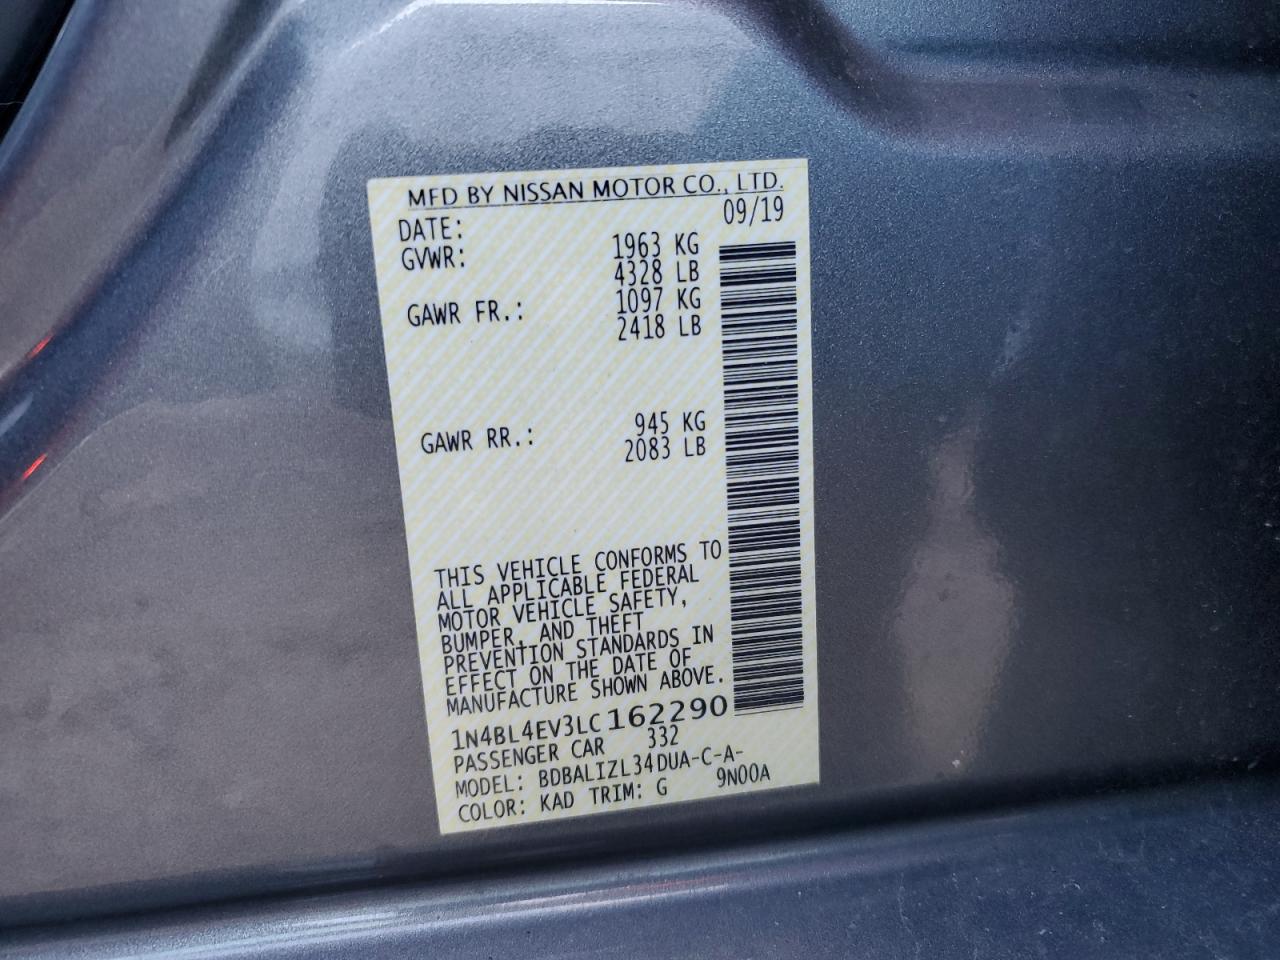 MFD BY NISSAN MOTOR CO., LTD.
DATE: 09/19
GVWR: 1963 KG
4328 LB
GAWR FR.: 1097 KG
2418 LB
GAWR RR.: 945 KG
2083 LB
THIS VEHICLE CONFORMS TO
ALL APPLICABLE FEDERAL
MOTOR VEHICLE SAFETY,
BUMPER, AND THEFT
PREVENTION STANDARDS IN
EFFECT ON THE DATE OF
MANUFACTURE SHOWN ABOVE.
1N4BL4EV3LC162290
PASSENGER CAR 332
MODEL: BDBALIZL34DUA-C-A-
COLOR: KAD TRIM: G 9N00A